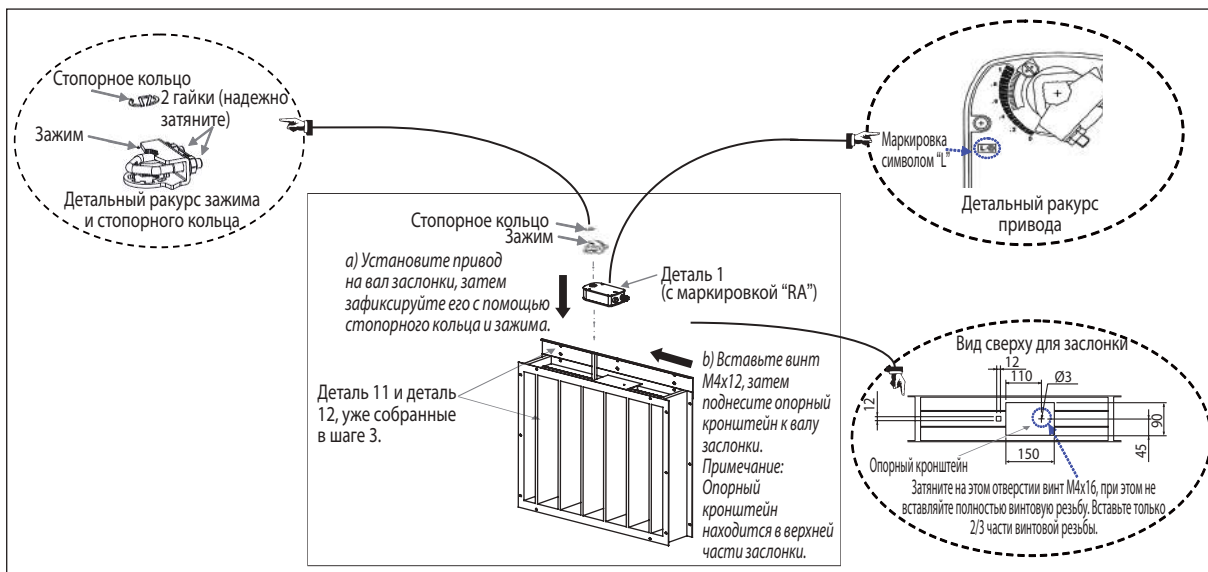 Стопорное кольцо
2 гайки (надежно
затяните)
Зажим
Детальный ракурс зажима
и стопорного кольца
Маркировка
символом "L"
L
Детальный ракурс
привода
Стопорное кольцо
Зажим
a) Установите привод
на вал заслонки, затем
зафиксируйте его с помощью
стопорного кольца и зажима.
Деталь 1
(с маркировкой "RA")
Деталь 11 и деталь
12, уже собранные
в шаге 3.
b) Вставьте винт
M4x12, затем
поднесите опорный
кронштейн к валу
заслонки.
Примечание:
Опорный
кронштейн
находится в верхней
части заслонки.
Вид сверху для заслонки
12
110
Ø3
12
90
45
150
Опорный кронштейн
Затяните на этом отверстии винт M4x16, при этом не
вставляйте полностью винтовую резьбу. Вставьте только
2/3 части винтовой резьбы.